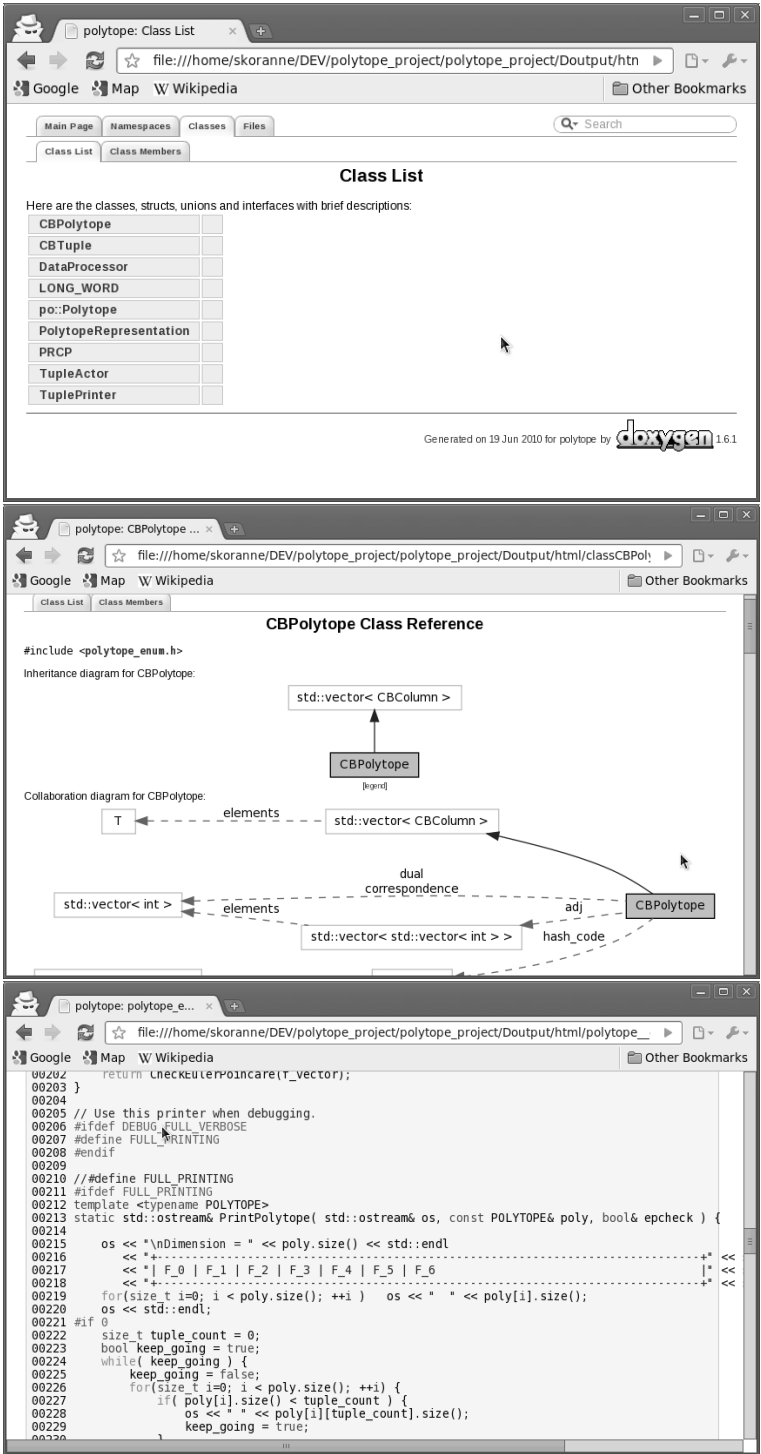 polytope: Class List
file:///home/skoranne/DEV/polytope_project/polytope_project/Doutput/htn
Google Map W Wikipedia Other Bookmarks
Main Page Namespaces Classes Files Search
Class List Class Members
Class List
Here are the classes, structs, unions and interfaces with brief descriptions:
CBPolytope
CBTuple
DataProcessor
LONG_WORD
po::Polytope
PolytopeRepresentation
PRCP
TupleActor
TuplePrinter
Generated on 19 Jun 2010 for polytope by doxygen 1.6.1
polytope: CBPolytope ...
file:///home/skoranne/DEV/polytope_project/polytope_project/Doutput/html/classCBPoly
Google Map W Wikipedia Other Bookmarks
Class List Class Members
CBPolytope Class Reference
#include <polytope_enum.h>
Inheritance diagram for CBPolytope:
std::vector< CBColumn >
CBPolytope
[legend]
Collaboration diagram for CBPolytope:
T elements std::vector< CBColumn >
dual
correspondence
std::vector< int > elements adj CBPolytope
std::vector< std::vector< int > > hash_code
polytope: polytope_e...
file:///home/skoranne/DEV/polytope_project/polytope_project/Doutput/html/polytope__
Google Map W Wikipedia Other Bookmarks
00202 return CheckEulerPoincare(f_vector);
00203 }
00204
00205 // Use this printer when debugging.
00206 #ifdef DEBUG_FULL_VERBOSE
00207 #define FULL_PRINTING
00208 #endif
00209
00210 //#define FULL_PRINTING
00211 #ifdef FULL_PRINTING
00212 template <typename POLYTOPE>
00213 static std::ostream& PrintPolytope( std::ostream& os, const POLYTOPE& poly, bool& epcheck ) {
00214
00215 os << "\nDimension = " << poly.size() << std::endl
00216 << "+----------------------------------------------------------------------------------+" <<
00217 << "| F_0 | F_1 | F_2 | F_3 | F_4 | F_5 | F_6 |" <<
00218 << "+----------------------------------------------------------------------------------+" <<
00219 for(size_t i=0; i < poly.size(); ++i ) os << "  " << poly[i].size();
00220 os << std::endl;
00221 #if 0
00222 size_t tuple_count = 0;
00223 bool keep_going = true;
00224 while( keep_going ) {
00225 keep_going = false;
00226 for(size_t i=0; i < poly.size(); ++i) {
00227 if( poly[i].size() < tuple_count ) {
00228 os << " " << poly[i][tuple_count].size();
00229 keep_going = true;
00230 }